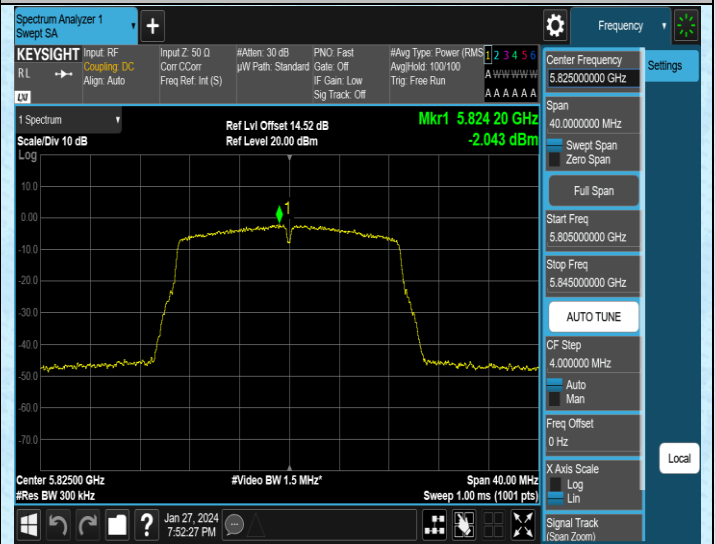 Spectrum Analyzer 1
Swept SA
+
Frequency
KEYSIGHT
RL
LXI
Input: RF
Coupling: DC
Align: Auto
Input Z: 50 Ω
Corr CCorr
Freq Ref: Int (S)
#Atten: 30 dB
µW Path: Standard
PNO: Fast
Gate: Off
IF Gain: Low
Sig Track: Off
#Avg Type: Power (RMS
Avg|Hold: 100/100
Trig: Free Run
1 2 3 4 5 6
A W W W W W
A A A A A A
1 Spectrum
Scale/Div 10 dB
Log
Ref Lvl Offset 14.52 dB
Ref Level 20.00 dBm
Mkr1 5.824 20 GHz
-2.043 dBm
10.0
0.00
-10.0
-20.0
-30.0
-40.0
-50.0
-60.0
-70.0
1
Center 5.82500 GHz
#Res BW 300 kHz
#Video BW 1.5 MHz*
Span 40.00 MHz
Sweep 1.00 ms (1001 pts)
Center Frequency
5.825000000 GHz
Span
40.0000000 MHz
Swept Span
Zero Span
Full Span
Start Freq
5.805000000 GHz
Stop Freq
5.845000000 GHz
AUTO TUNE
CF Step
4.000000 MHz
Auto
Man
Freq Offset
0 Hz
X Axis Scale
Log
Lin
Signal Track
(Span Zoom)
Settings
Local
?
Jan 27, 2024
7:52:27 PM